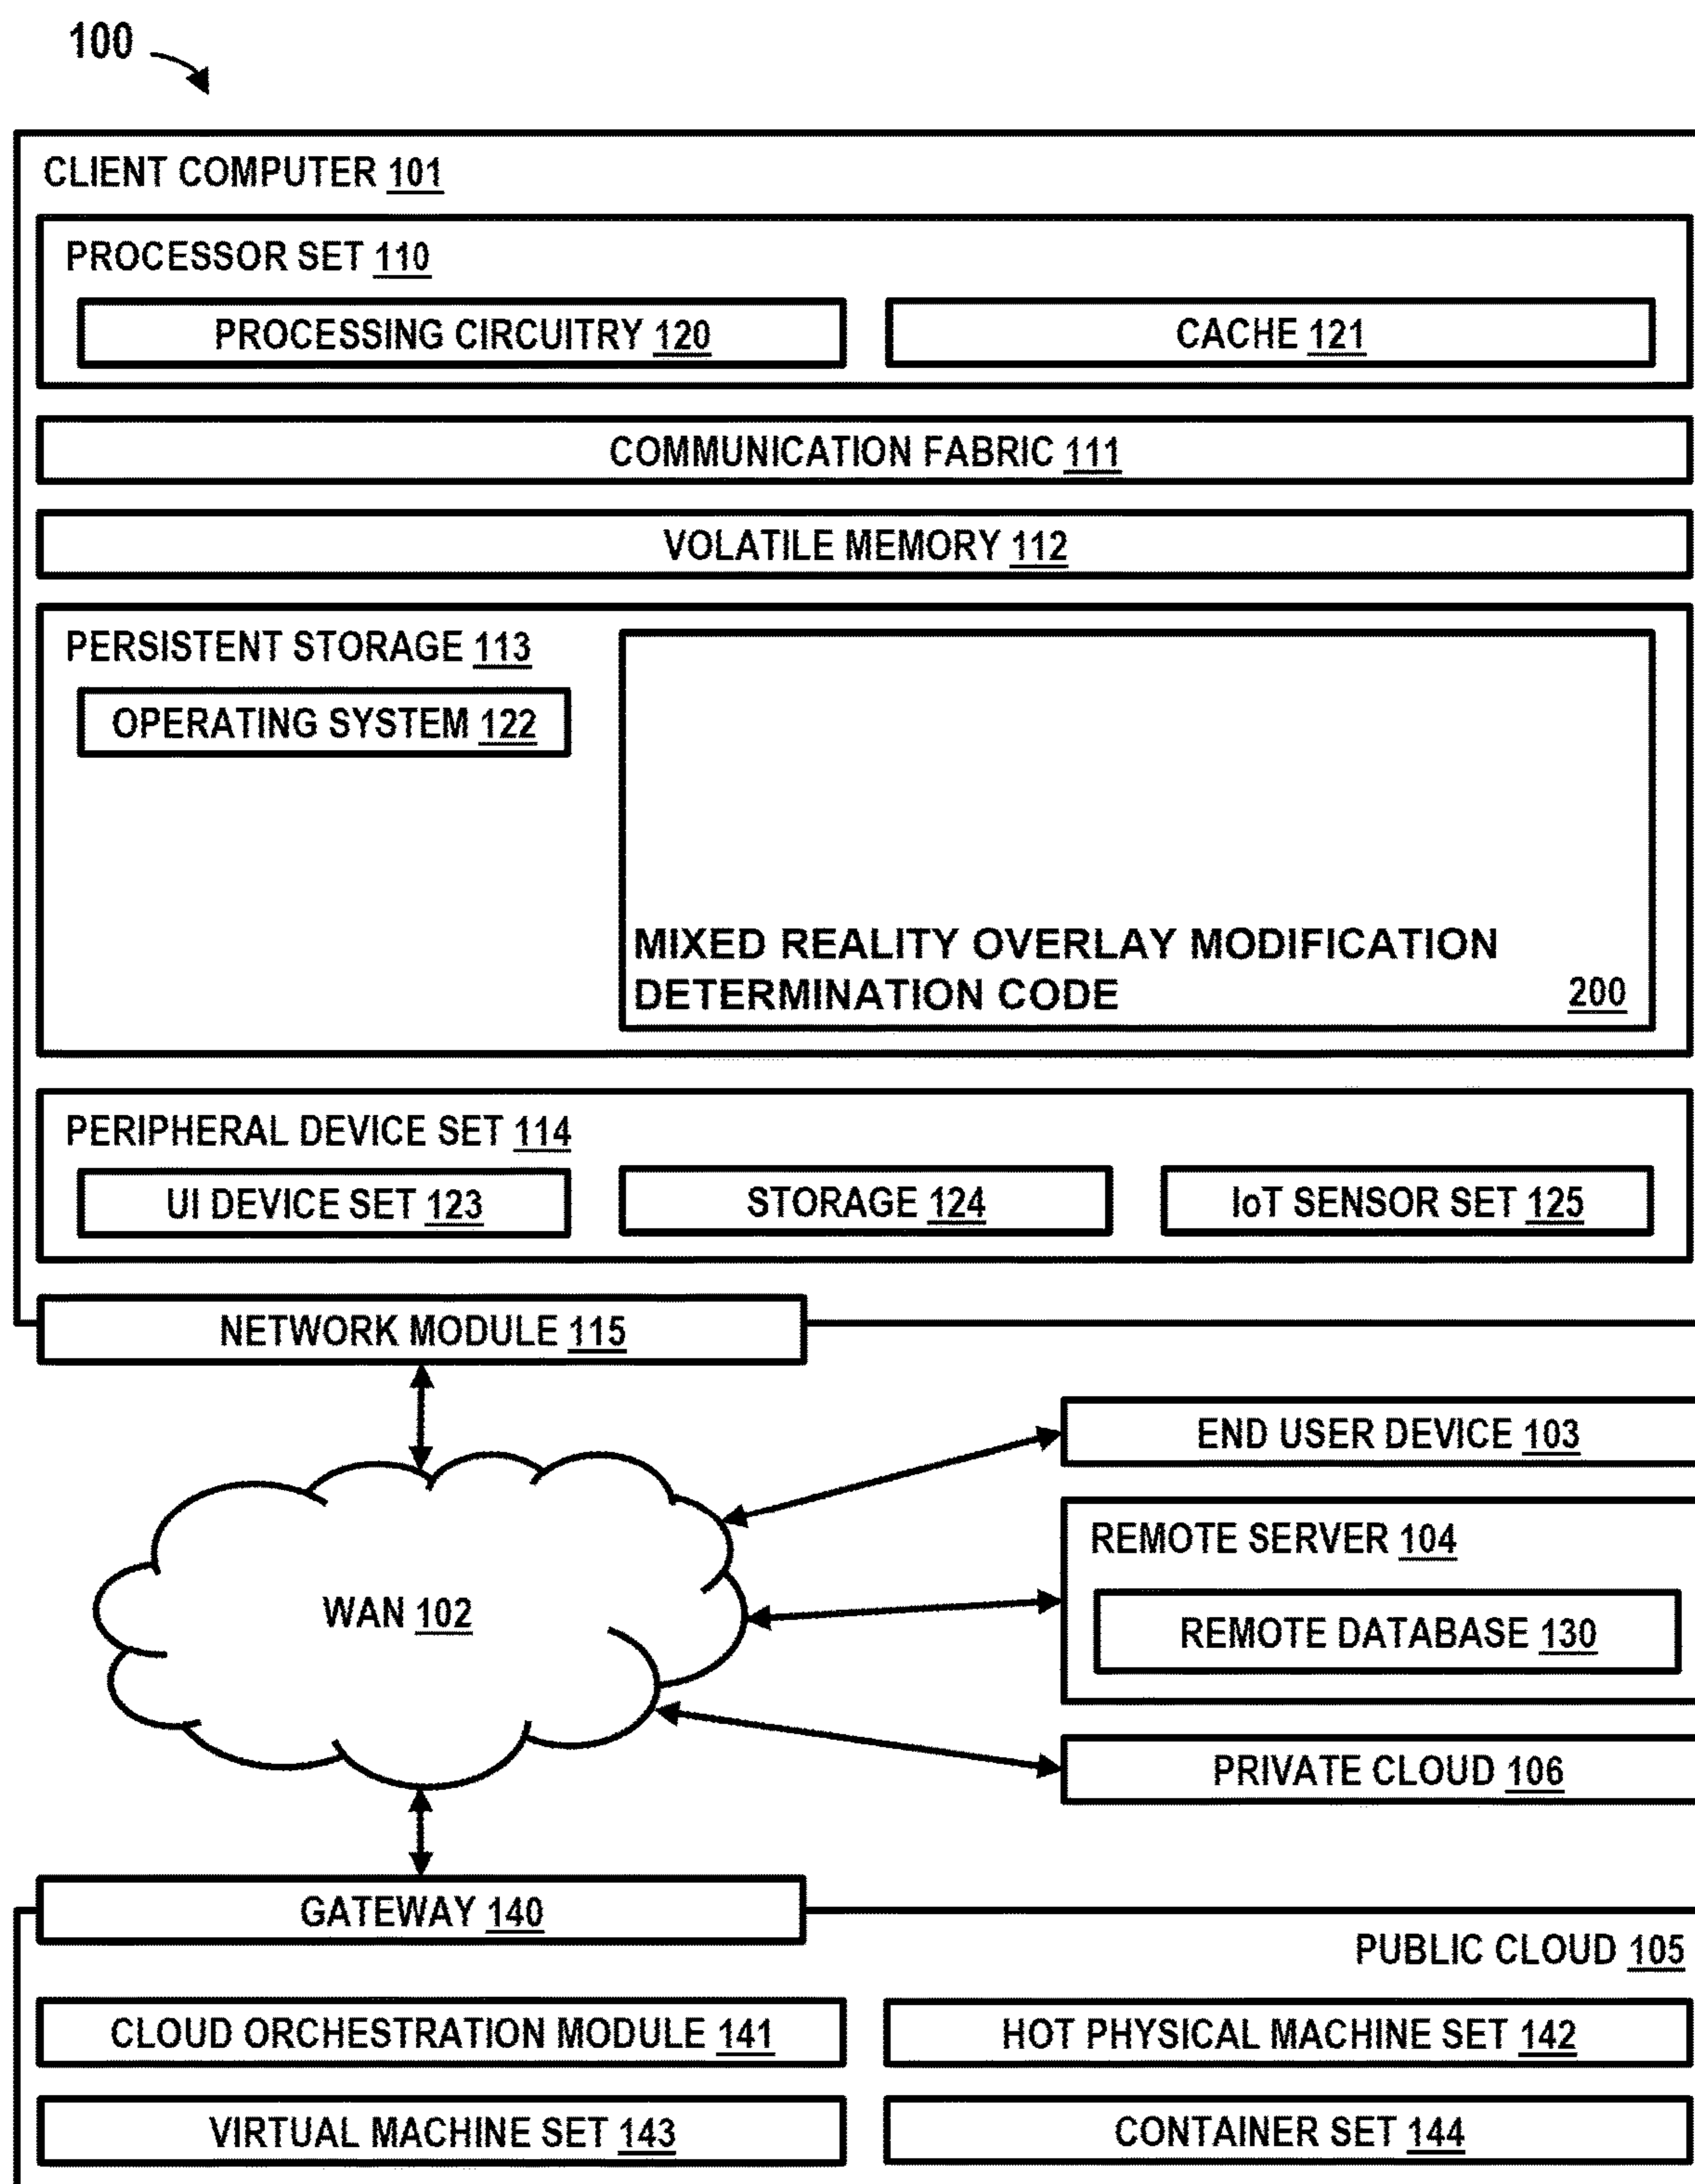 100
CLIENT COMPUTER 101
PROCESSOR SET 110
PROCESSING CIRCUITRY 120
CACHE 121
COMMUNICATION FABRIC 111
VOLATILE MEMORY 112
PERSISTENT STORAGE 113
OPERATING SYSTEM 122
MIXED REALITY OVERLAY MODIFICATION
DETERMINATION CODE 200
PERIPHERAL DEVICE SET 114
UI DEVICE SET 123
STORAGE 124
IoT SENSOR SET 125
NETWORK MODULE 115
END USER DEVICE 103
REMOTE SERVER 104
WAN 102
REMOTE DATABASE 130
PRIVATE CLOUD 106
GATEWAY 140
PUBLIC CLOUD 105
CLOUD ORCHESTRATION MODULE 141
HOT PHYSICAL MACHINE SET 142
VIRTUAL MACHINE SET 143
CONTAINER SET 144